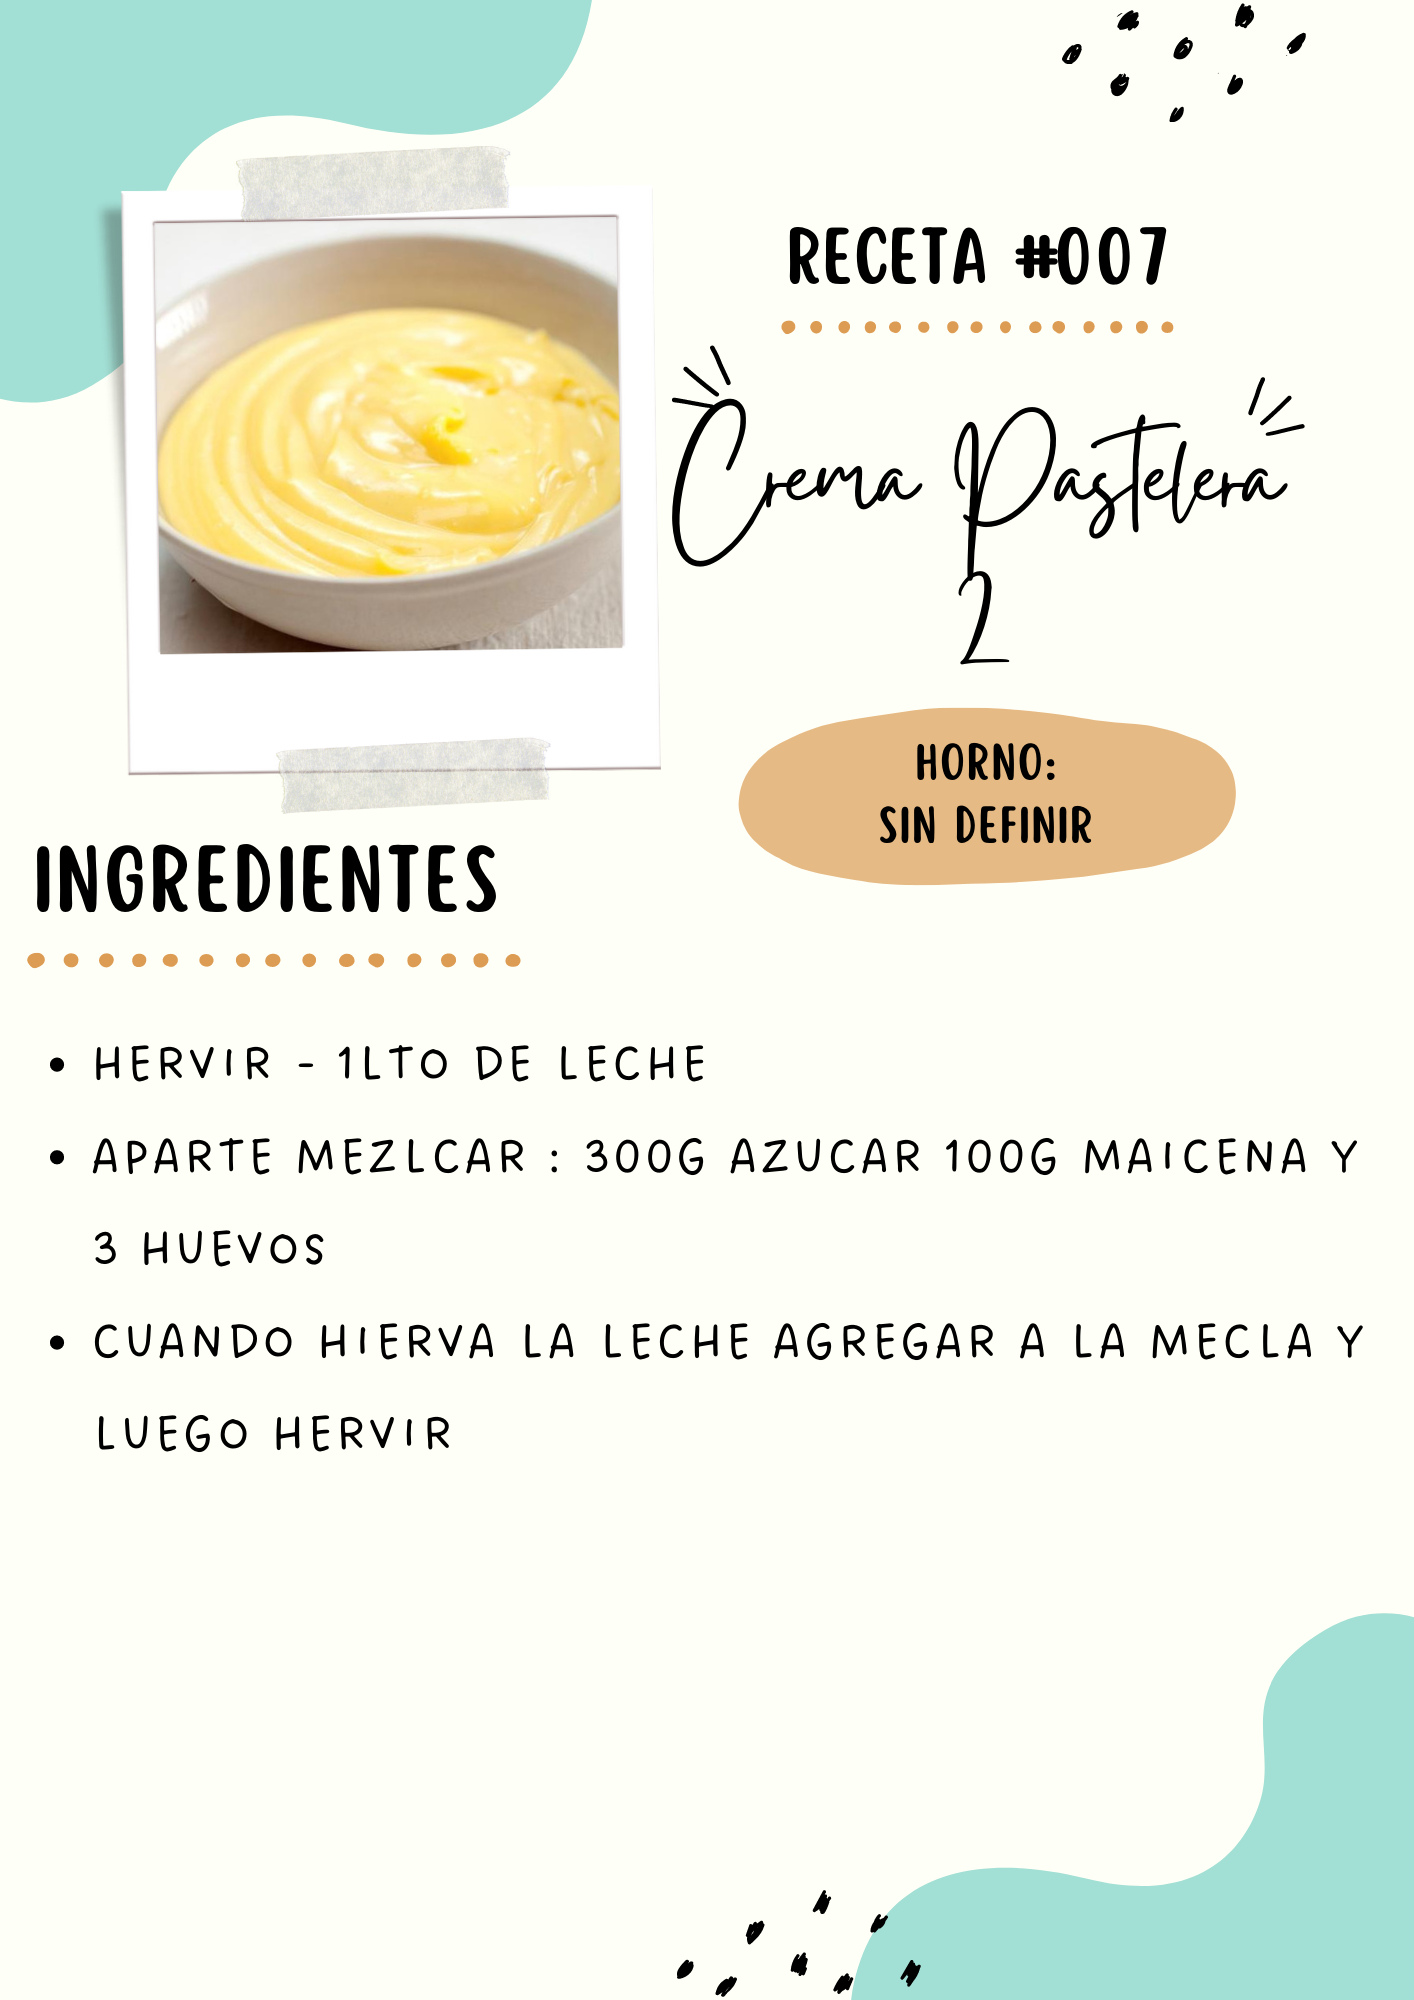 RECETA #007
Crema Pastelera
2
HORNO:
SIN DEFINIR
INGREDIENTES
• HERVIR - 1LTO DE LECHE
• APARTE MEZLCAR : 300G AZUCAR 100G MAICENA Y
3 HUEVOS
• CUANDO HIERVA LA LECHE AGREGAR A LA MECLA Y
LUEGO HERVIR